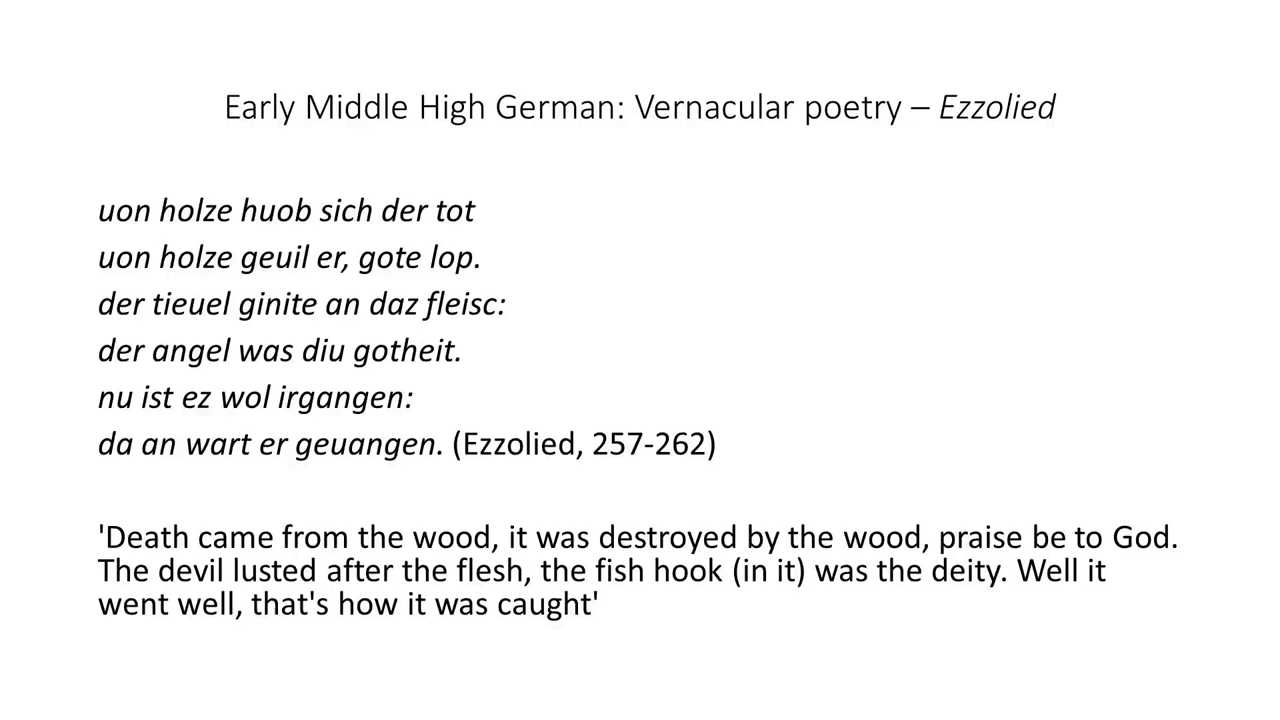 Early Middle High German: Vernacular poetry – Ezzolied
uon holze huob sich der tot
uon holze geuil er, gote lop.
der tieuel ginite an daz fleisc:
der angel was diu gotheit.
nu ist ez wol irgangen:
da an wart er geuangen. (Ezzolied, 257-262)
'Death came from the wood, it was destroyed by the wood, praise be to God.
The devil lusted after the flesh, the fish hook (in it) was the deity. Well it
went well, that's how it was caught'